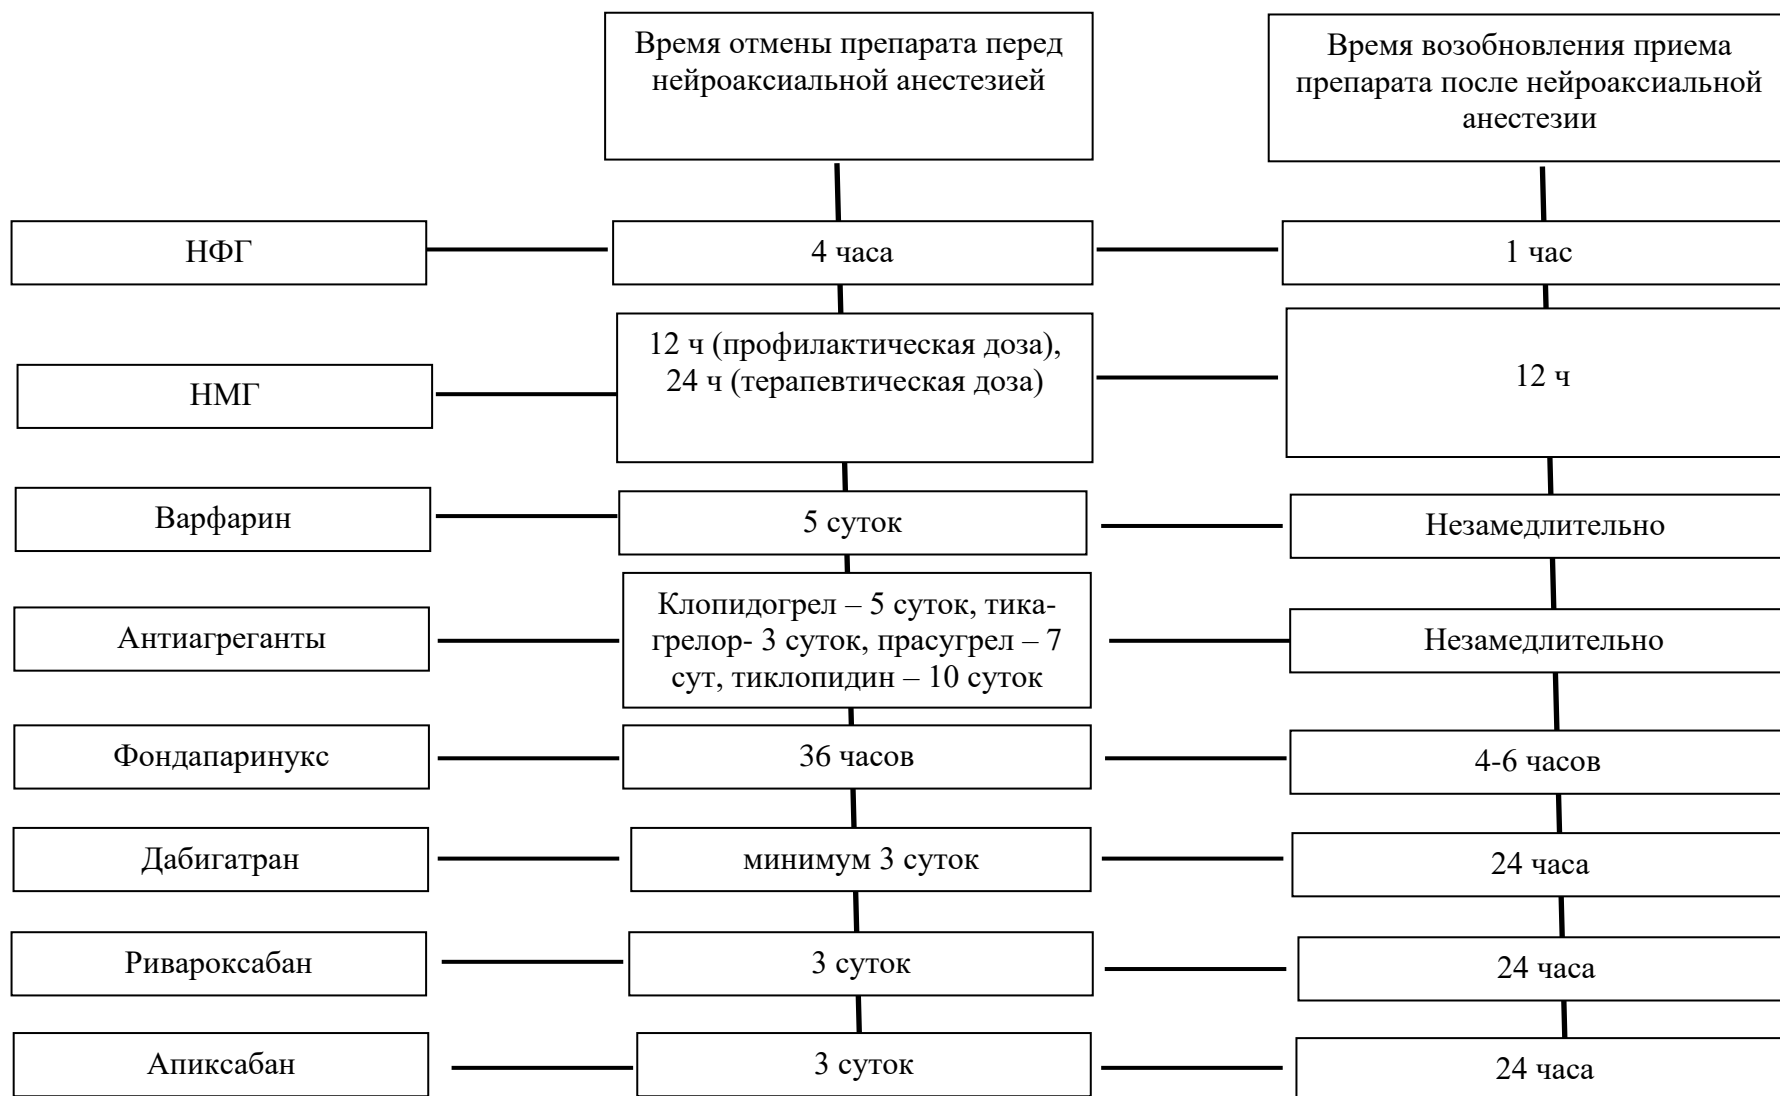 Время отмены препарата перед
нейроаксиальной анестезией
Время возобновления приема
препарата после нейроаксиальной
анестезии
НФГ
4 часа
1 час
НМГ
12 ч (профилактическая доза),
24 ч (терапевтическая доза)
12 ч
Варфарин
5 суток
Незамедлительно
Антиагреганты
Клопидогрел – 5 суток, тика-
грелор- 3 суток, прасугрел – 7
сут, тиклопидин – 10 суток
Незамедлительно
Фондапаринукс
36 часов
4-6 часов
Дабигатран
минимум 3 суток
24 часа
Ривароксабан
3 суток
24 часа
Апиксабан
3 суток
24 часа